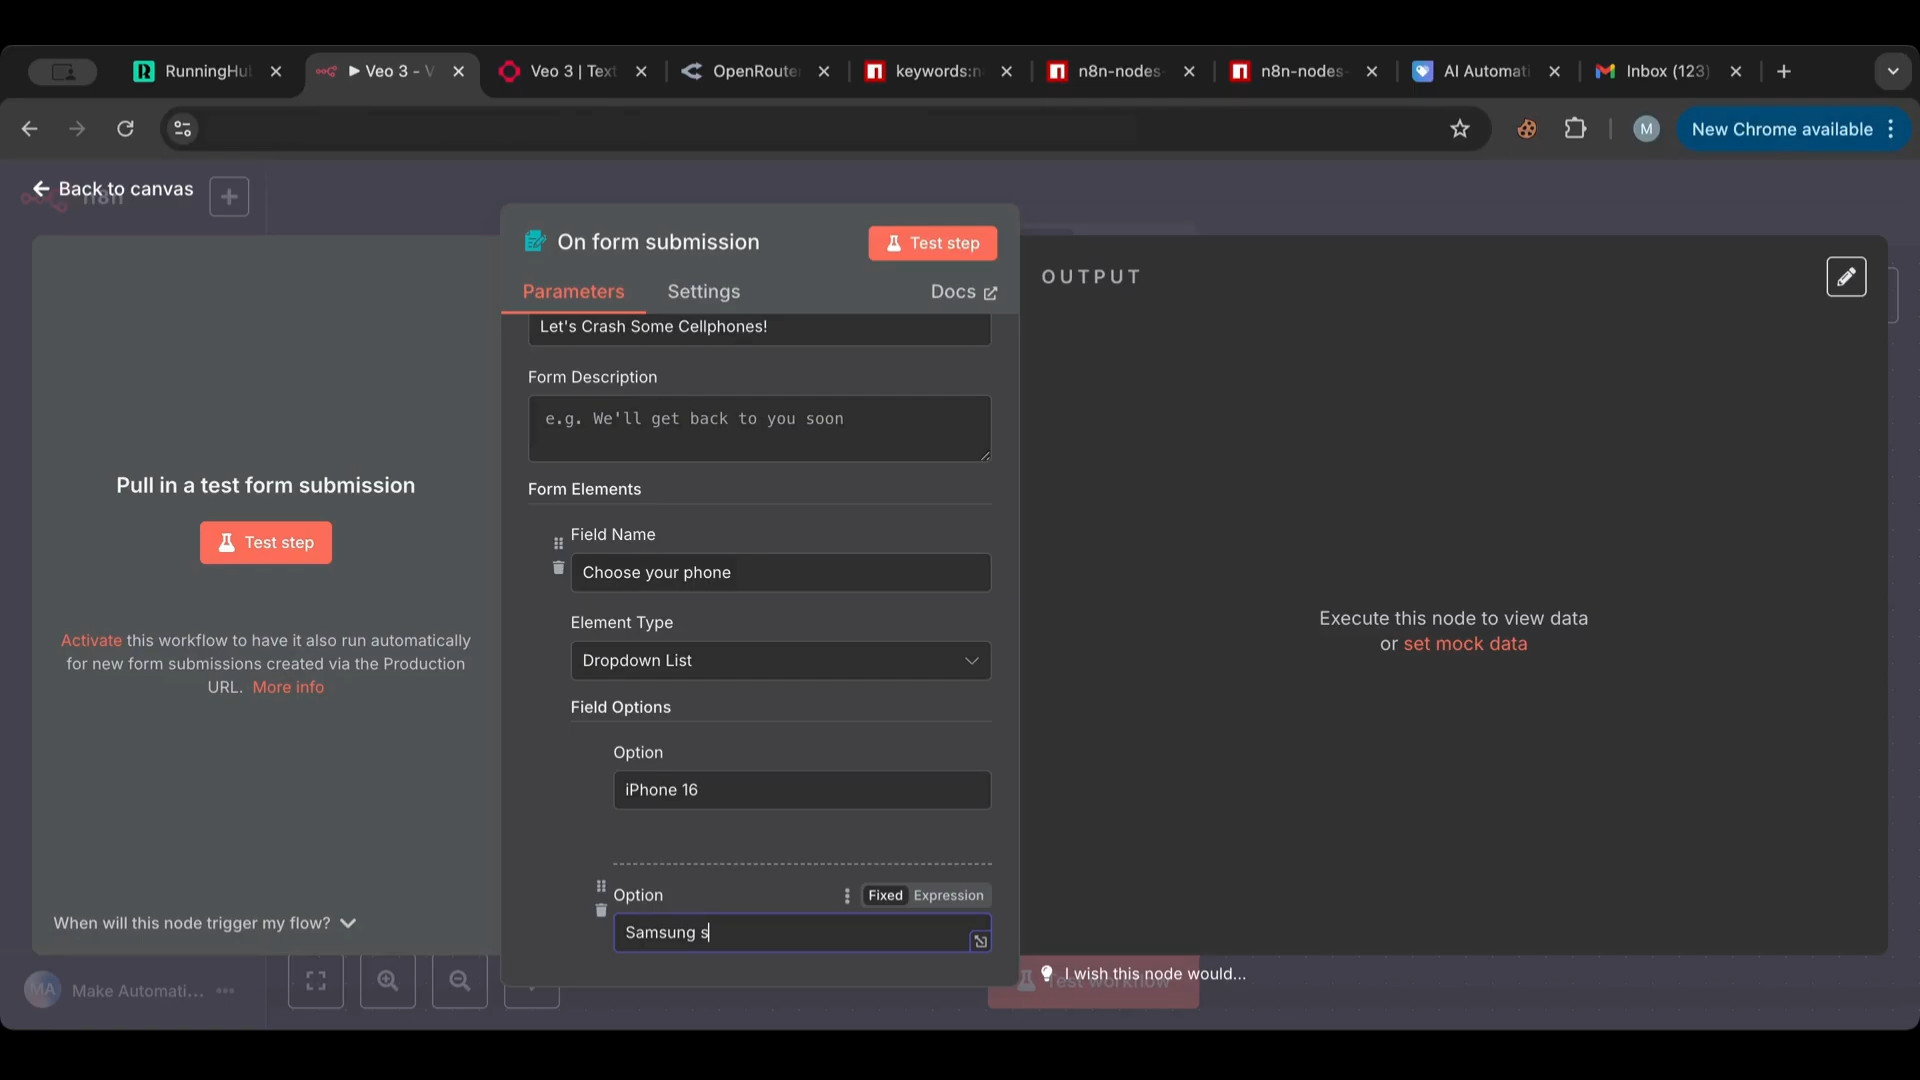 RunningHu
Veo 3 - V
Veo 3 | Text
OpenRoute
keywords:n
n8n-nodes-
n8n-nodes-
AI Automati
Inbox (123)
M
New Chrome available
Back to canvas
n8n
On form submission
Test step
Parameters
Settings
Docs
OUTPUT
Let's Crash Some Cellphones!
Form Description
e.g. We'll get back to you soon
Form Elements
Field Name
Choose your phone
Element Type
Dropdown List
Field Options
Option
iPhone 16
Option
Fixed
Expression
Samsung s
Pull in a test form submission
Test step
Activate this workflow to have it also run automatically
for new form submissions created via the Production
URL. More info
When will this node trigger my flow?
Execute this node to view data
or set mock data
I wish this node would...
Test workflow
MA
Make Automati...